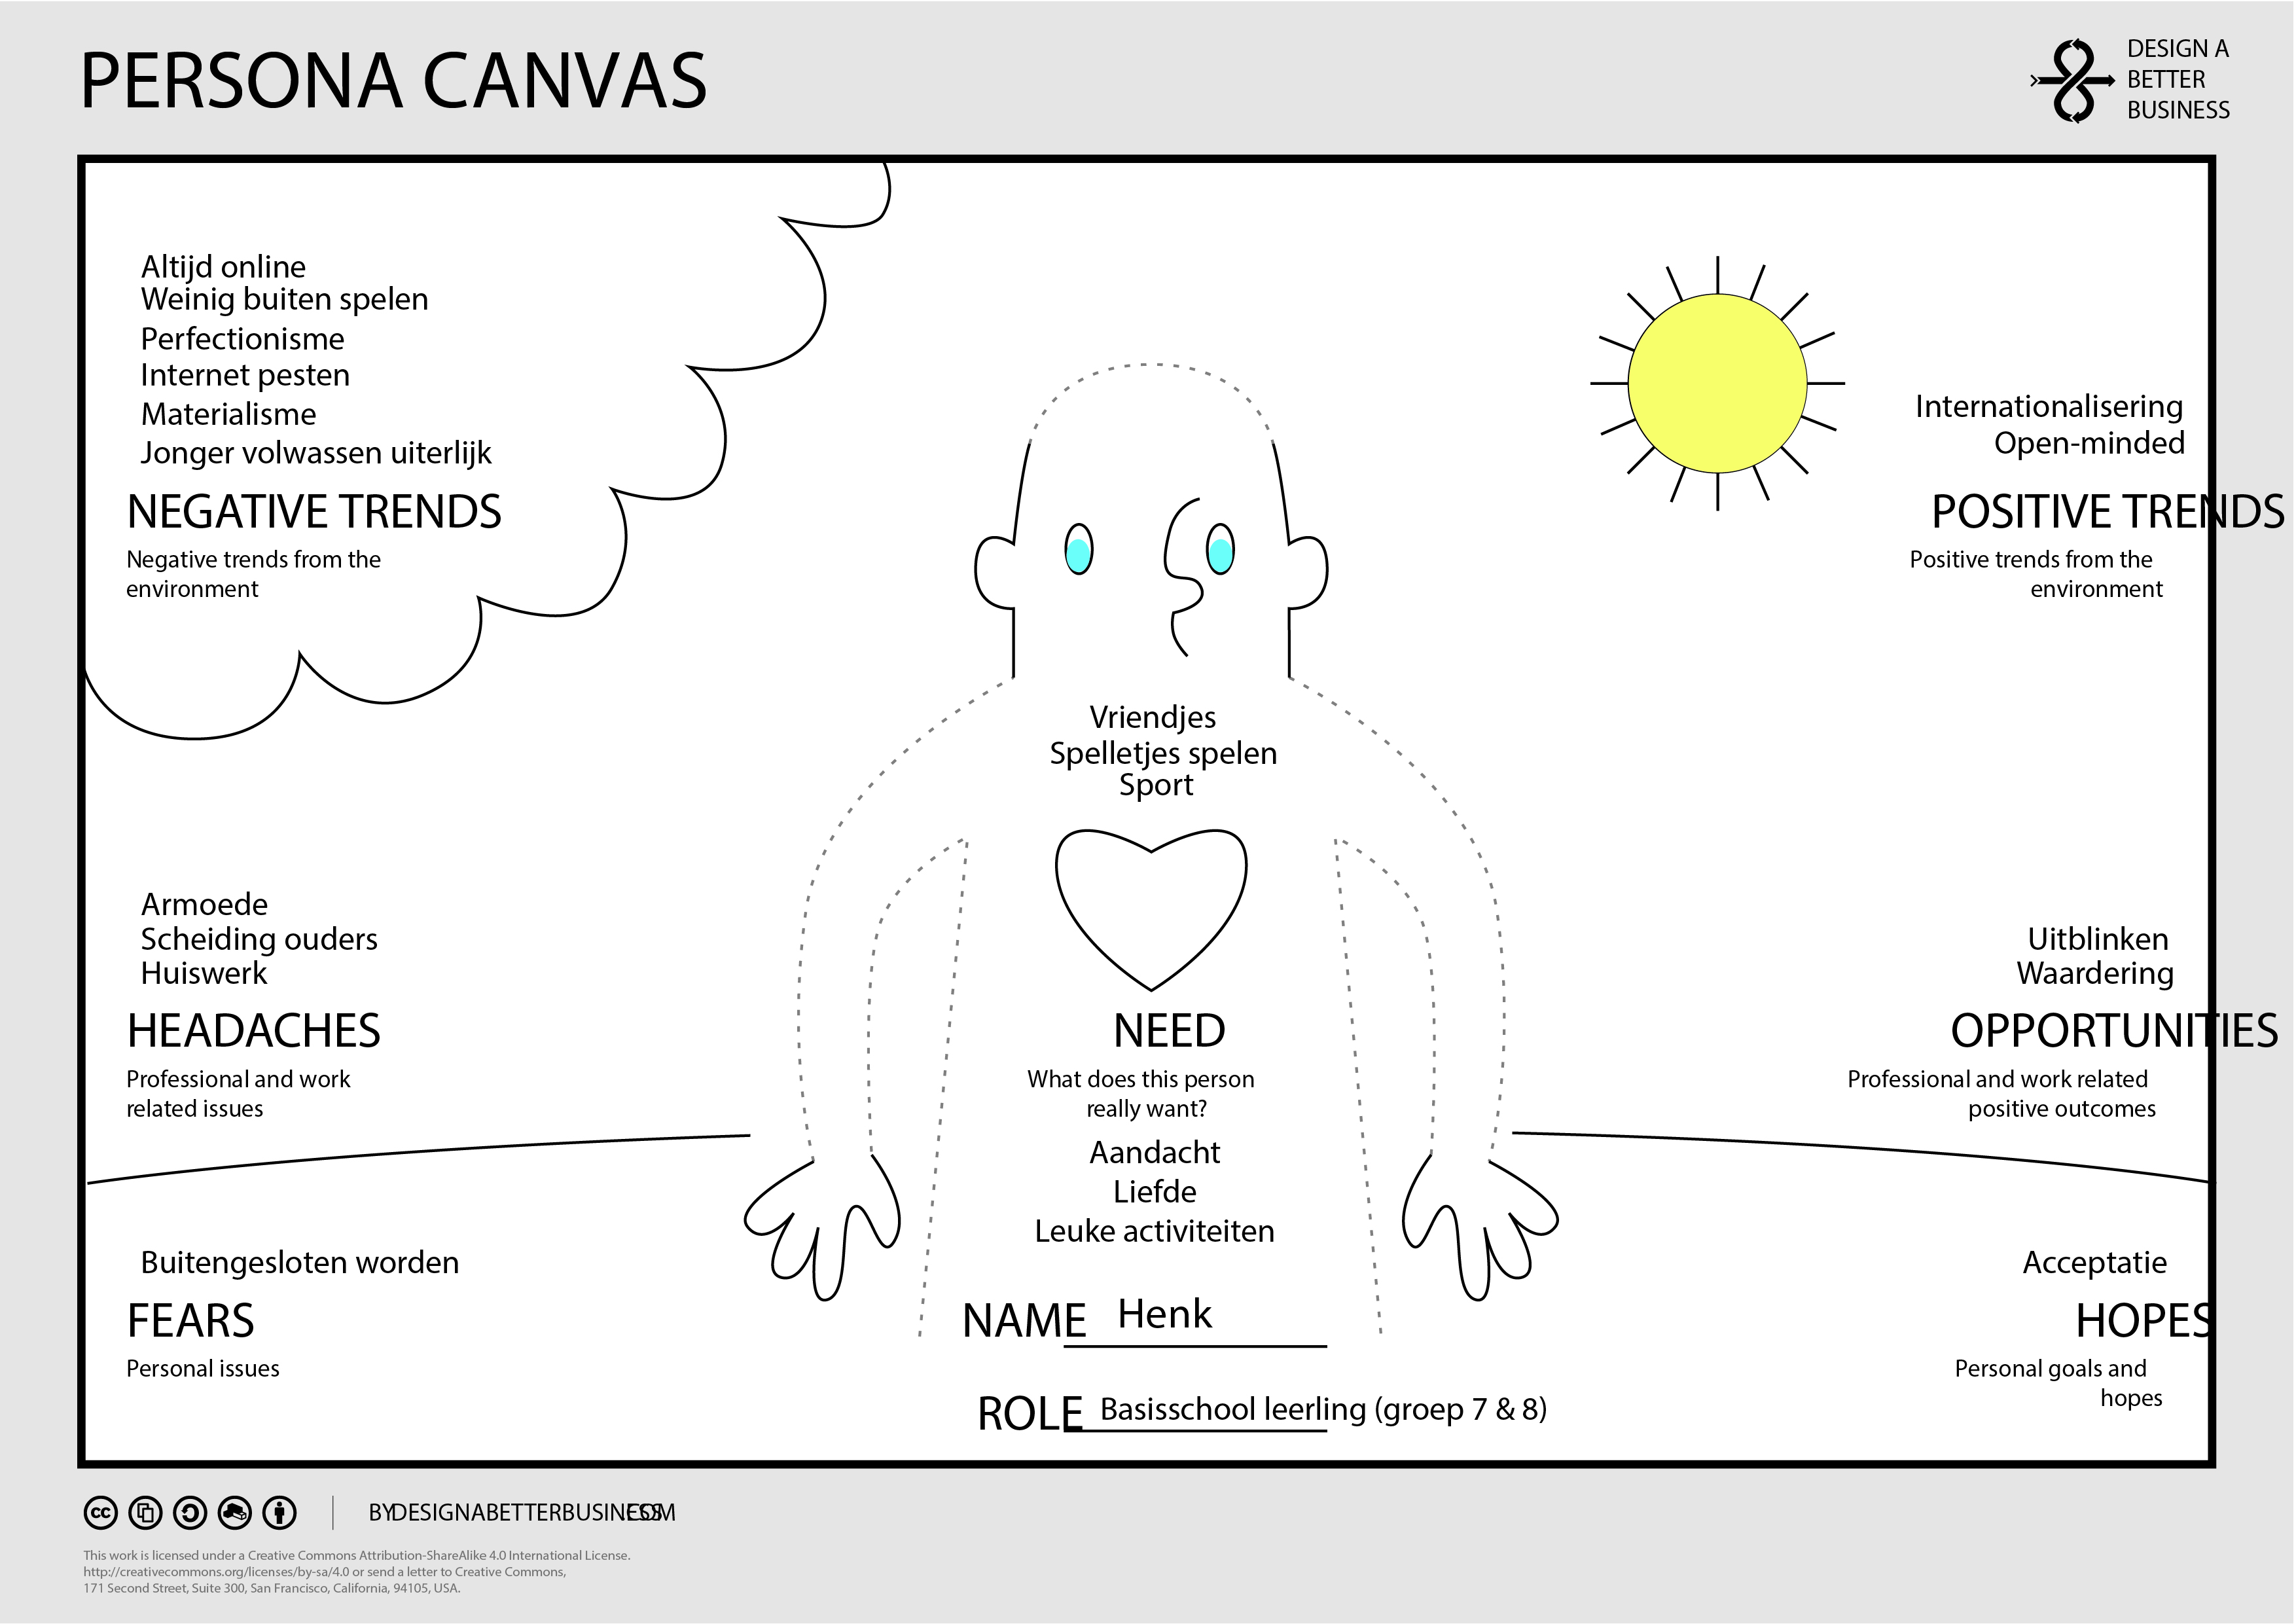 PERSONA CANVAS
DESIGN A
BETTER
BUSINESS
Altijd online
Weinig buiten spelen
Perfectionisme
Internet pesten
Materialisme
Jonger volwassen uiterlijk
NEGATIVE TRENDS
Negative trends from the
environment
Internationalisering
Open-minded
POSITIVE TRENDS
Positive trends from the
environment
Vriendjes
Spelletjes spelen
Sport
Armoede
Scheiding ouders
Huiswerk
HEADACHES
Professional and work
related issues
NEED
What does this person
really want?
Aandacht
Liefde
Leuke activiteiten
Uitblinken
Waardering
OPPORTUNITIES
Professional and work related
positive outcomes
Buitengesloten worden
FEARS
Personal issues
NAME Henk
ROLE Basisschool leerling (groep 7 & 8)
Acceptatie
HOPES
Personal goals and
hopes
cc
BY DESIGNABETTERBUSINESS.COM
This work is licensed under a Creative Commons Attribution-ShareAlike 4.0 International License.
http://creativecommons.org/licenses/by-sa/4.0 or send a letter to Creative Commons,
171 Second Street, Suite 300, San Francisco, California, 94105, USA.